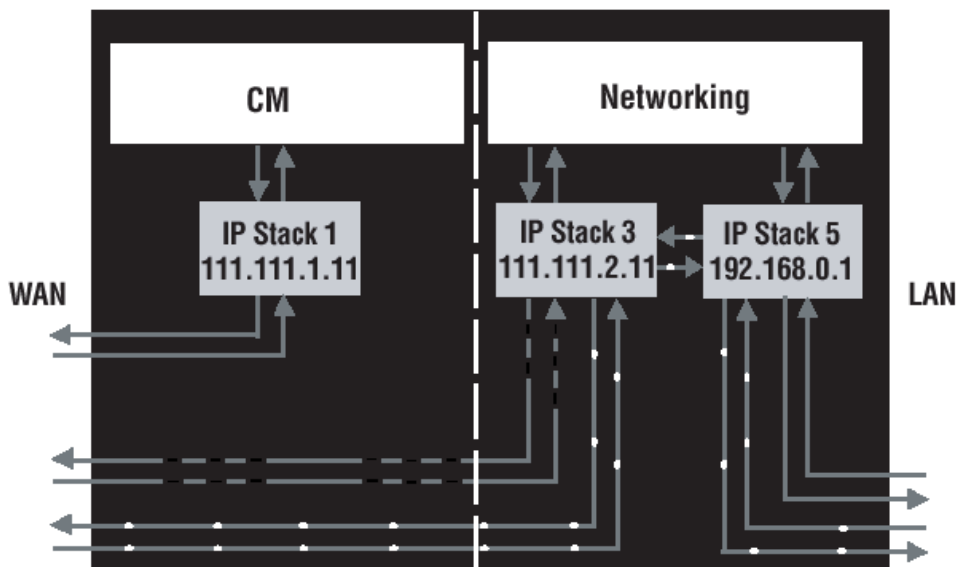 CM
Networking
IP Stack 1
111.111.1.11
IP Stack 3
111.111.2.11
IP Stack 5
192.168.0.1
WAN
LAN